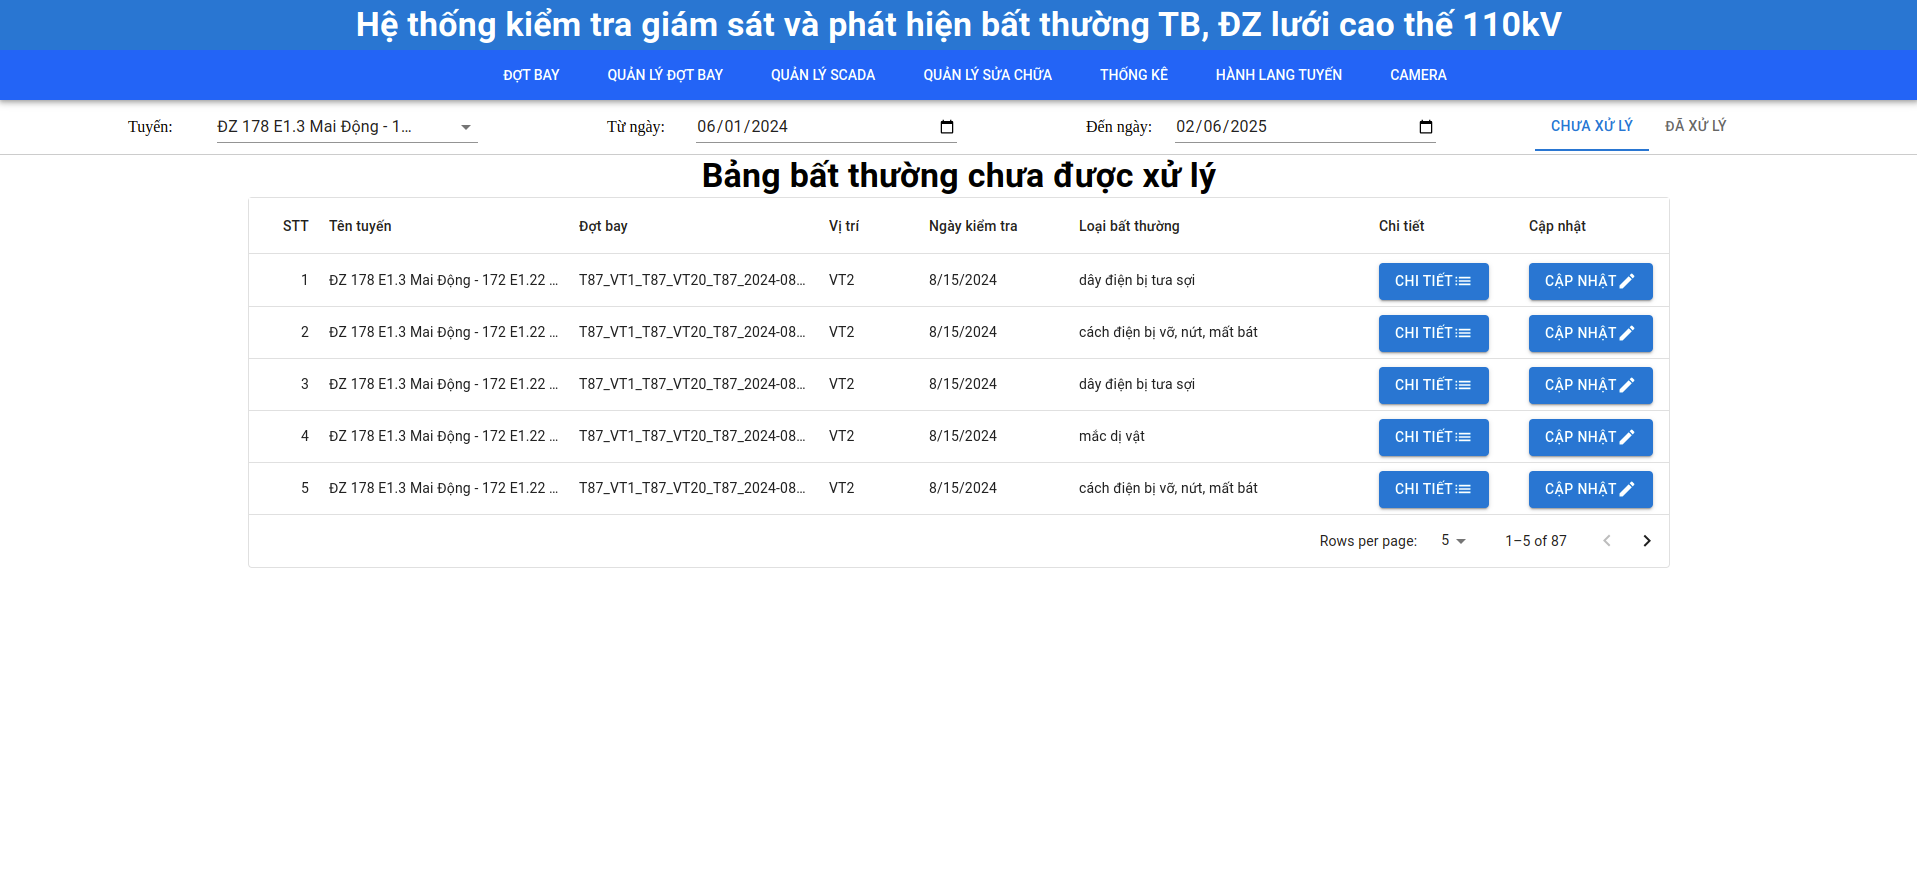 Hệ thống kiểm tra giám sát và phát hiện bất thường TB, ĐZ lưới cao thế 110kV
ĐỢT BAY QUẢN LÝ ĐỢT BAY QUẢN LÝ SCADA QUẢN LÝ SỬA CHỮA THỐNG KÊ HÀNH LANG TUYẾN CAMERA
Tuyến: ĐZ 178 E1.3 Mai Động - 1... Từ ngày: 06/01/2024 Đến ngày: 02/06/2025 CHƯA XỬ LÝ ĐÃ XỬ LÝ
Bảng bất thường chưa được xử lý
STT Tên tuyến Đợt bay Vị trí Ngày kiểm tra Loại bất thường Chi tiết Cập nhật
1 ĐZ 178 E1.3 Mai Động - 172 E1.22 ... T87_VT1_T87_VT20_T87_2024-08... VT2 8/15/2024 dây điện bị tưa sợi CHI TIẾT CẬP NHẬT
2 ĐZ 178 E1.3 Mai Động - 172 E1.22 ... T87_VT1_T87_VT20_T87_2024-08... VT2 8/15/2024 cách điện bị vỡ, nứt, mất bát CHI TIẾT CẬP NHẬT
3 ĐZ 178 E1.3 Mai Động - 172 E1.22 ... T87_VT1_T87_VT20_T87_2024-08... VT2 8/15/2024 dây điện bị tưa sợi CHI TIẾT CẬP NHẬT
4 ĐZ 178 E1.3 Mai Động - 172 E1.22 ... T87_VT1_T87_VT20_T87_2024-08... VT2 8/15/2024 mắc dị vật CHI TIẾT CẬP NHẬT
5 ĐZ 178 E1.3 Mai Động - 172 E1.22 ... T87_VT1_T87_VT20_T87_2024-08... VT2 8/15/2024 cách điện bị vỡ, nứt, mất bát CHI TIẾT CẬP NHẬT
Rows per page: 5 1–5 of 87